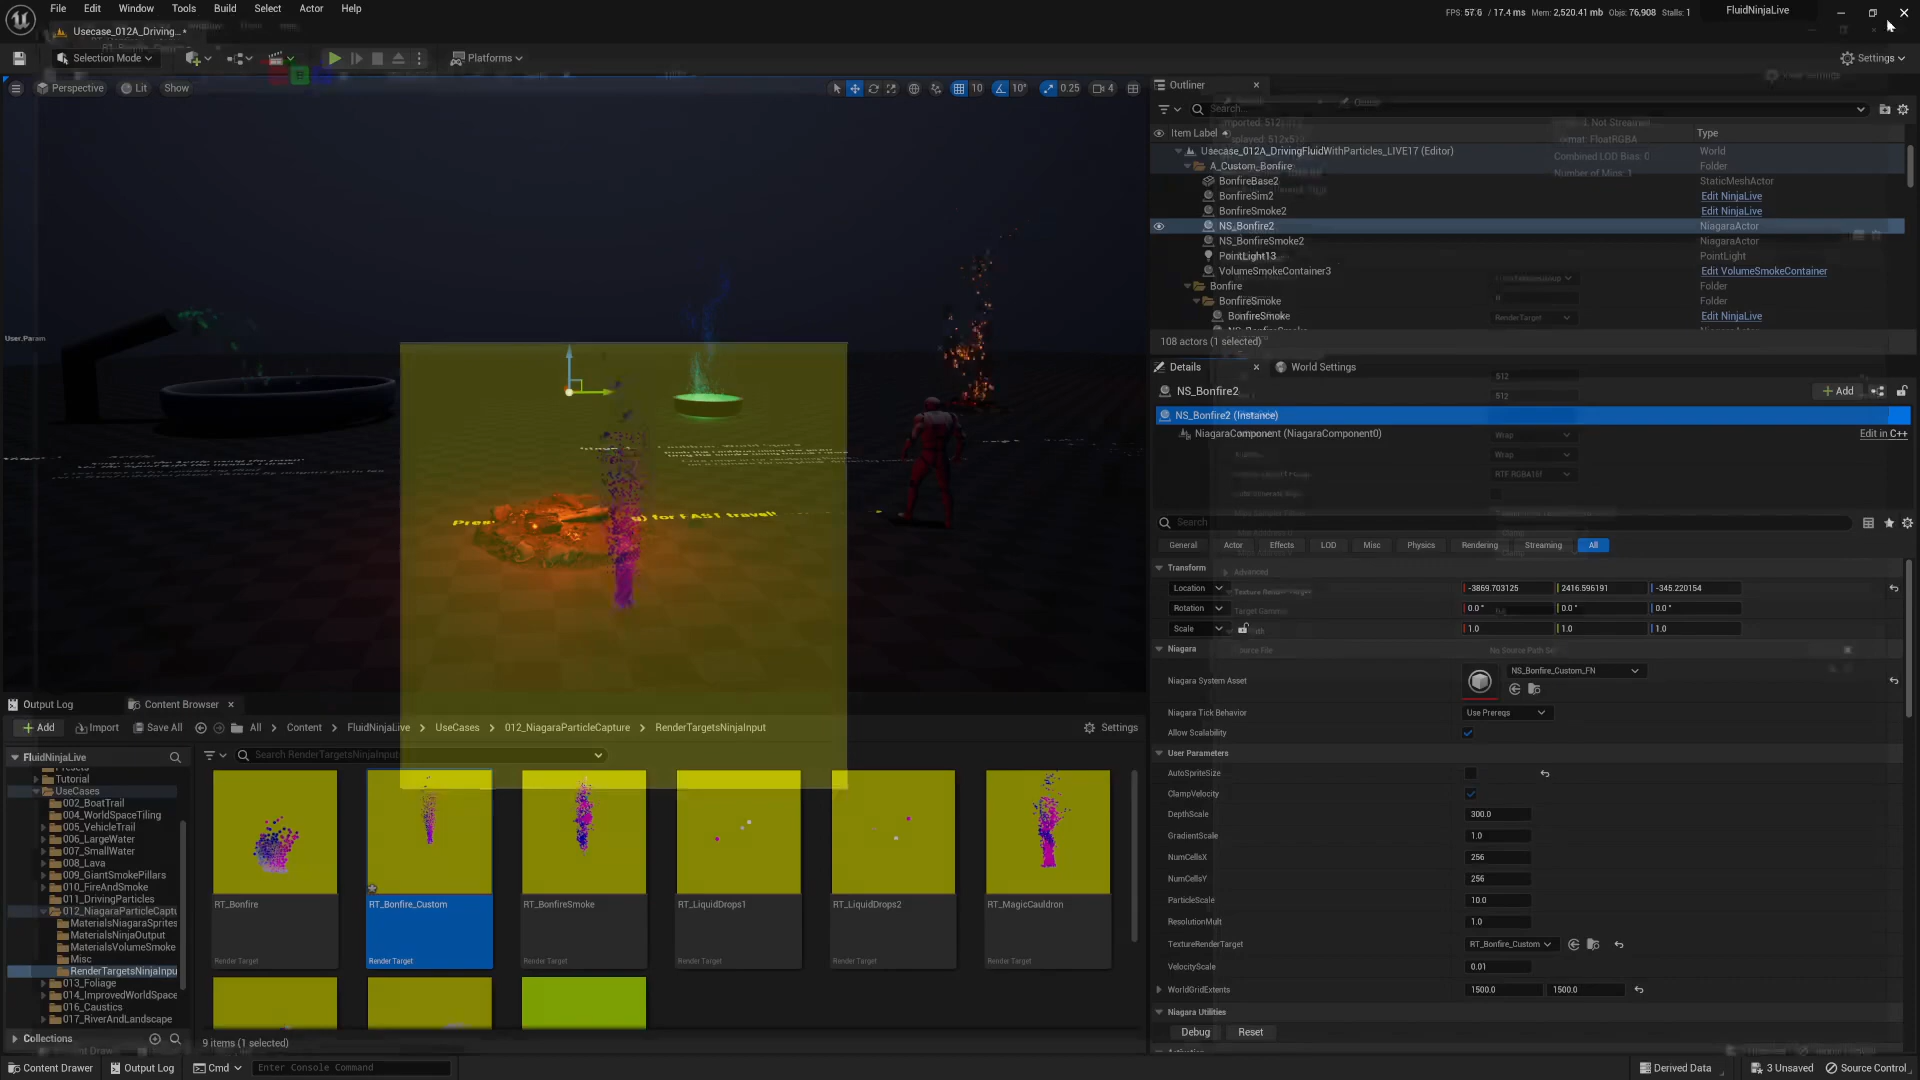 File Edit Window Tools Build Select Actor Help
FPS: 57.6 / 17.4 ms Mem: 2,520.41 mb Objs: 76,908 Stalls: 1
FluidNinjaLive
Usecase_012A_Driving...*
Selection Mode
Platforms
Settings
Perspective Lit Show
10 10° 0.25 4
User.Param
for FAST travel!
Outliner
Search...
Item Label Type
Usecase_012A_DrivingFluidWithParticles_LIVE17 (Editor) World
A_Custom_Bonfire Folder
BonfireBase2 StaticMeshActor
BonfireSim2 Edit NinjaLive
BonfireSmoke2 Edit NinjaLive
NS_Bonfire2 NiagaraActor
NS_BonfireSmoke2 NiagaraActor
PointLight13 PointLight
VolumeSmokeContainer3 Edit VolumeSmokeContainer
Bonfire Folder
BonfireSmoke Folder
BonfireSmoke Edit NinjaLive
108 actors (1 selected)
Details World Settings
NS_Bonfire2 Add
NS_Bonfire2 (Instance)
NiagaraComponent (NiagaraComponent0) Edit in C++
Search
General Actor Effects LOD Misc Physics Rendering Streaming All
Transform
Location -3869.703125 2416.596191 -345.220154
Rotation 0.0 ° 0.0 ° 0.0 °
Scale 1.0 1.0 1.0
Niagara
Niagara System Asset NS_Bonfire_Custom_FN
Niagara Tick Behavior Use Prereqs
Allow Scalability
User Parameters
AutoSpriteSize
ClampVelocity
DepthScale 300.0
GradientScale 1.0
NumCellsX 256
NumCellsY 256
ParticleScale 10.0
ResolutionMult 1.0
TextureRenderTarget RT_Bonfire_Custom
VelocityScale 0.01
WorldGridExtents 1500.0 1500.0
Niagara Utilities
Debug Reset
Output Log Content Browser
Add Import Save All All Content FluidNinjaLive UseCases 012_NiagaraParticleCapture RenderTargetsNinjaInput Settings
FluidNinjaLive
Search RenderTargetsNinjaInput
Tutorial
UseCases
002_BoatTrail
004_WorldSpaceTiling
005_VehicleTrail
006_LargeWater
007_SmallWater
008_Lava
009_GiantSmokePillars
010_FireAndSmoke
011_DrivingParticles
012_NiagaraParticleCaptu
MaterialsNiagaraSprites
MaterialsNinjaOutput
MaterialsVolumeSmoke
Misc
RenderTargetsNinjaInpu
013_Foliage
014_ImprovedWorldSpace
016_Caustics
017_RiverAndLandscape
Collections
RT_Bonfire RT_Bonfire_Custom RT_BonfireSmoke RT_LiquidDrops1 RT_LiquidDrops2 RT_MagicCauldron
Render Target Render Target Render Target Render Target Render Target Render Target
9 items (1 selected)
Content Drawer Output Log Cmd Enter Console Command
Derived Data 3 Unsaved Source Control